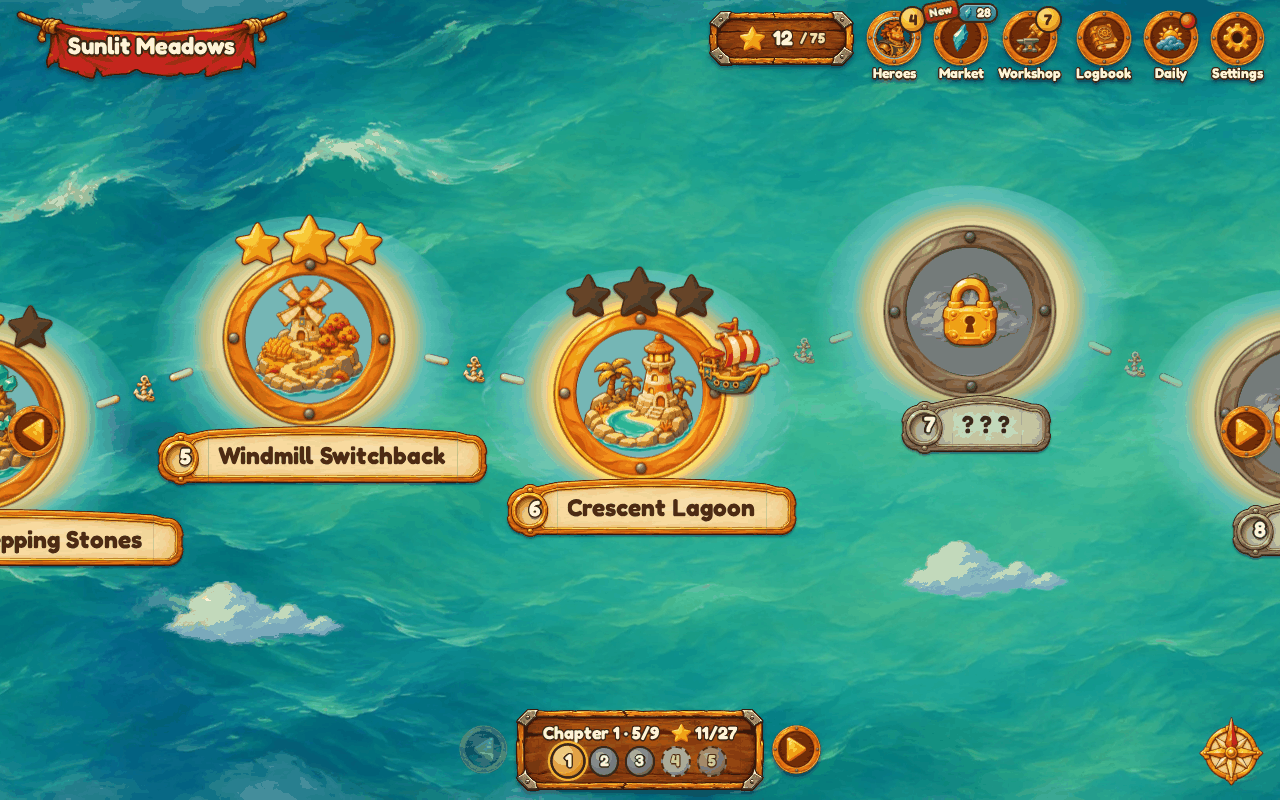 Sunlit Meadows
12 / 75
4
New
28
7
Heroes
Market
Workshop
Logbook
Daily
Settings
5
Windmill Switchback
6
Crescent Lagoon
7
???
8
pping Stones
Chapter 1 · 5/9
11/27
1
2
3
4
5